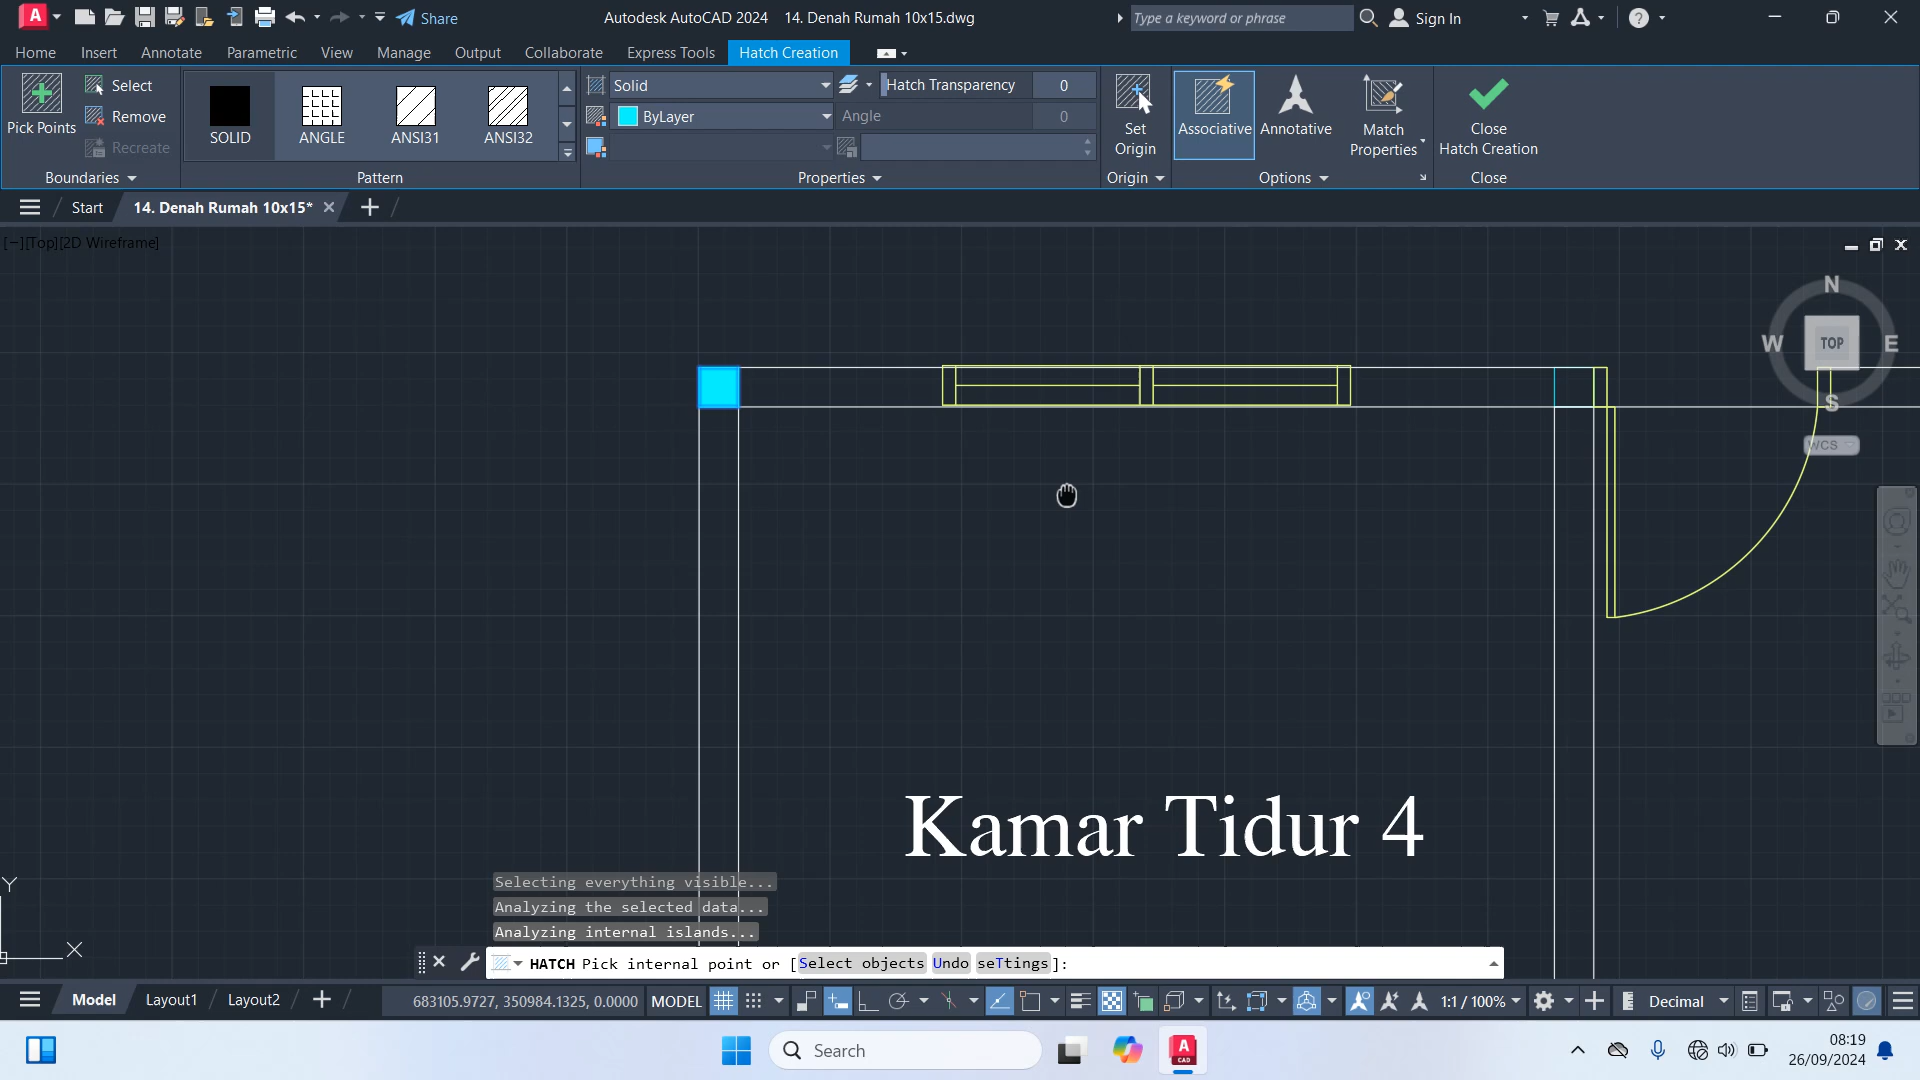 Share
Autodesk AutoCAD 2024 14. Denah Rumah 10x15.dwg
Type a keyword or phrase
Sign In
Home Insert Annotate Parametric View Manage Output Collaborate Express Tools Hatch Creation
Pick Points
Select
Remove
Recreate
Boundaries
SOLID
ANGLE
ANSI31
ANSI32
Pattern
Solid
ByLayer
Hatch Transparency 0
Angle 0
Properties
Set
Origin
Origin
Associative
Annotative
Match
Properties
Options
Close
Hatch Creation
Close
Start
14. Denah Rumah 10x15*
[−][Top][2D Wireframe]
N
W
TOP
E
S
WCS
Kamar Tidur 4
Y
X
Selecting everything visible...
Analyzing the selected data...
Analyzing internal islands...
HATCH Pick internal point or [Select objects Undo seTtings]:
Model Layout1 Layout2
683105.9727, 350984.1325, 0.0000 MODEL
1:1 / 100%
Decimal
Search
08:19
26/09/2024